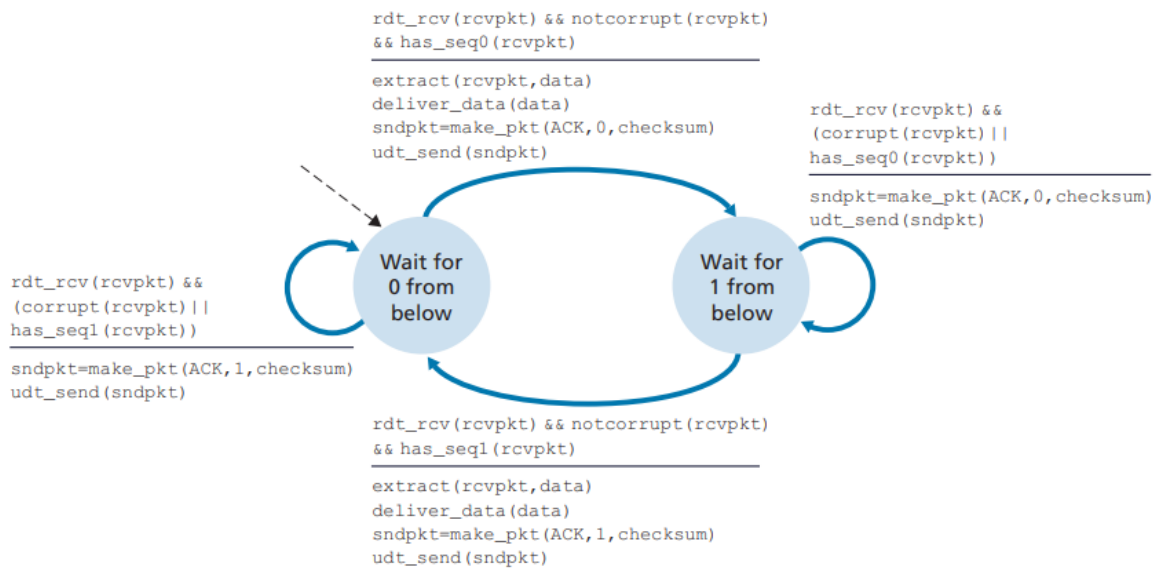 rdt_rcv(rcvpkt) && notcorrupt(rcvpkt)
&& has_seq0(rcvpkt)
extract(rcvpkt,data)
deliver_data(data)
sndpkt=make_pkt(ACK,0,checksum)
udt_send(sndpkt)
rdt_rcv(rcvpkt) &&
(corrupt(rcvpkt)||
has_seq0(rcvpkt))
sndpkt=make_pkt(ACK,0,checksum)
udt_send(sndpkt)
Wait for
0 from
below
Wait for
1 from
below
rdt_rcv(rcvpkt) &&
(corrupt(rcvpkt)||
has_seq1(rcvpkt))
sndpkt=make_pkt(ACK,1,checksum)
udt_send(sndpkt)
rdt_rcv(rcvpkt) && notcorrupt(rcvpkt)
&& has_seq1(rcvpkt)
extract(rcvpkt,data)
deliver_data(data)
sndpkt=make_pkt(ACK,1,checksum)
udt_send(sndpkt)